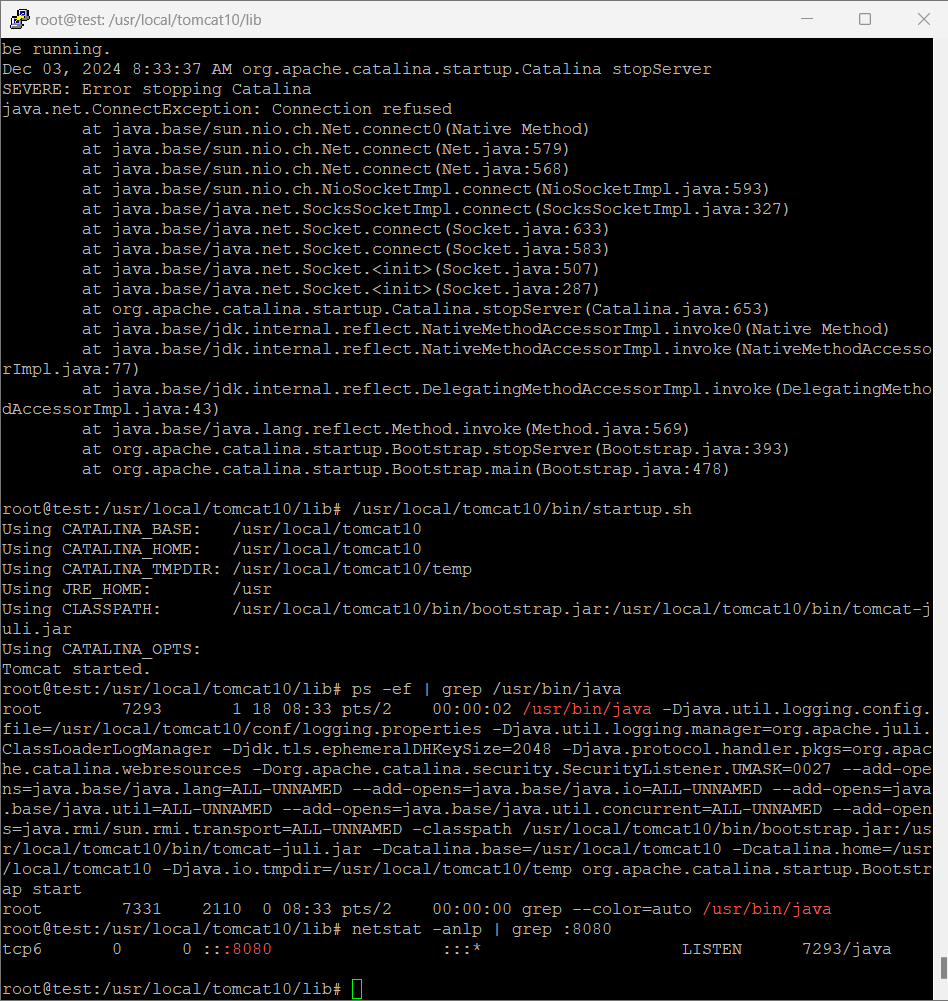 root@test: /usr/local/tomcat10/lib
be running.
Dec 03, 2024 8:33:37 AM org.apache.catalina.startup.Catalina stopServer
SEVERE: Error stopping Catalina
java.net.ConnectException: Connection refused
        at java.base/sun.nio.ch.Net.connect0(Native Method)
        at java.base/sun.nio.ch.Net.connect(Net.java:579)
        at java.base/sun.nio.ch.Net.connect(Net.java:568)
        at java.base/sun.nio.ch.NioSocketImpl.connect(NioSocketImpl.java:593)
        at java.base/java.net.SocksSocketImpl.connect(SocksSocketImpl.java:327)
        at java.base/java.net.Socket.connect(Socket.java:633)
        at java.base/java.net.Socket.connect(Socket.java:583)
        at java.base/java.net.Socket.<init>(Socket.java:507)
        at java.base/java.net.Socket.<init>(Socket.java:287)
        at org.apache.catalina.startup.Catalina.stopServer(Catalina.java:653)
        at java.base/jdk.internal.reflect.NativeMethodAccessorImpl.invoke0(Native Method)
        at java.base/jdk.internal.reflect.NativeMethodAccessorImpl.invoke(NativeMethodAccesso
rImpl.java:77)
        at java.base/jdk.internal.reflect.DelegatingMethodAccessorImpl.invoke(DelegatingMetho
dAccessorImpl.java:43)
        at java.base/java.lang.reflect.Method.invoke(Method.java:569)
        at org.apache.catalina.startup.Bootstrap.stopServer(Bootstrap.java:393)
        at org.apache.catalina.startup.Bootstrap.main(Bootstrap.java:478)
root@test:/usr/local/tomcat10/lib# /usr/local/tomcat10/bin/startup.sh
Using CATALINA_BASE:   /usr/local/tomcat10
Using CATALINA_HOME:   /usr/local/tomcat10
Using CATALINA_TMPDIR: /usr/local/tomcat10/temp
Using JRE_HOME:        /usr
Using CLASSPATH:       /usr/local/tomcat10/bin/bootstrap.jar:/usr/local/tomcat10/bin/tomcat-j
uli.jar
Using CATALINA_OPTS:
Tomcat started.
root@test:/usr/local/tomcat10/lib# ps -ef | grep /usr/bin/java
root        7293       1 18 08:33 pts/2    00:00:02 /usr/bin/java -Djava.util.logging.config.
file=/usr/local/tomcat10/conf/logging.properties -Djava.util.logging.manager=org.apache.juli.
ClassLoaderLogManager -Djdk.tls.ephemeralDHKeySize=2048 -Djava.protocol.handler.pkgs=org.apac
he.catalina.webresources -Dorg.apache.catalina.security.SecurityListener.UMASK=0027 --add-ope
ns=java.base/java.lang=ALL-UNNAMED --add-opens=java.base/java.io=ALL-UNNAMED --add-opens=java
.base/java.util=ALL-UNNAMED --add-opens=java.base/java.util.concurrent=ALL-UNNAMED --add-open
s=java.rmi/sun.rmi.transport=ALL-UNNAMED -classpath /usr/local/tomcat10/bin/bootstrap.jar:/us
r/local/tomcat10/bin/tomcat-juli.jar -Dcatalina.base=/usr/local/tomcat10 -Dcatalina.home=/usr
/local/tomcat10 -Djava.io.tmpdir=/usr/local/tomcat10/temp org.apache.catalina.startup.Bootstr
ap start
root        7331    2110  0 08:33 pts/2    00:00:00 grep --color=auto /usr/bin/java
root@test:/usr/local/tomcat10/lib# netstat -anlp | grep :8080
tcp6       0      0 :::8080                 :::*                    LISTEN      7293/java
root@test:/usr/local/tomcat10/lib#